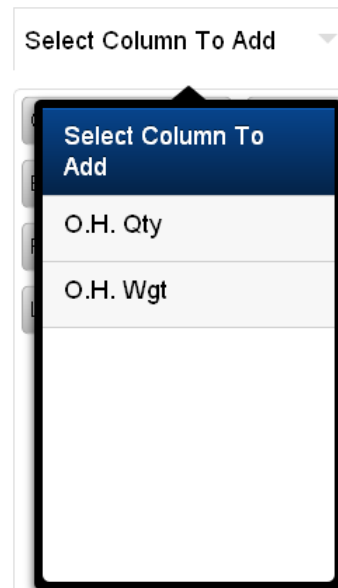 Select Column To Add
Select Column To
Add
O.H. Qty
O.H. Wgt